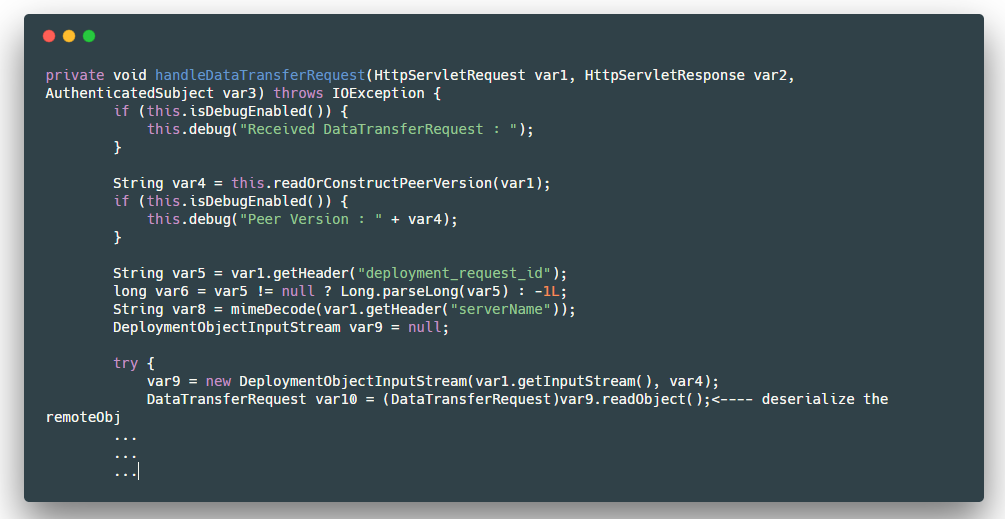 private void handleDataTransferRequest(HttpServletRequest var1, HttpServletResponse var2,
AuthenticatedSubject var3) throws IOException {
        if (this.isDebugEnabled()) {
            this.debug("Received DataTransferRequest : ");
        }

        String var4 = this.readOrConstructPeerVersion(var1);
        if (this.isDebugEnabled()) {
            this.debug("Peer Version : " + var4);
        }

        String var5 = var1.getHeader("deployment_request_id");
        long var6 = var5 != null ? Long.parseLong(var5) : -1L;
        String var8 = mimeDecode(var1.getHeader("serverName"));
        DeploymentObjectInputStream var9 = null;

        try {
            var9 = new DeploymentObjectInputStream(var1.getInputStream(), var4);
            DataTransferRequest var10 = (DataTransferRequest)var9.readObject();<---- deserialize the
remoteObj
        ...
        ...
        ...